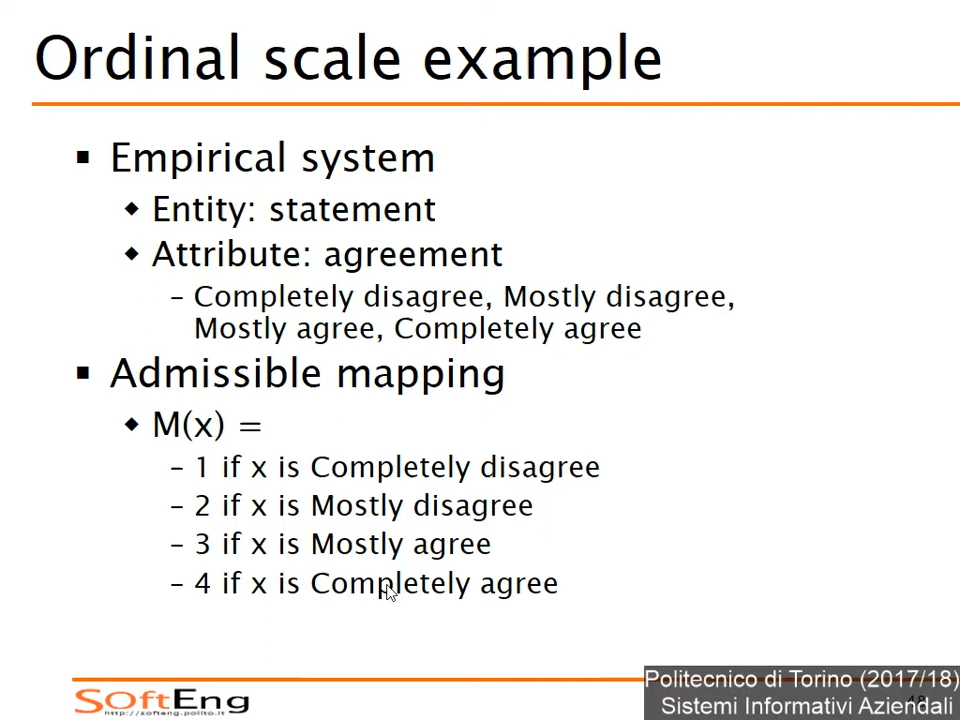 Ordinal scale example
▪ Empirical system
◆ Entity: statement
◆ Attribute: agreement
– Completely disagree, Mostly disagree,
Mostly agree, Completely agree
▪ Admissible mapping
◆ M(x) =
– 1 if x is Completely disagree
– 2 if x is Mostly disagree
– 3 if x is Mostly agree
– 4 if x is Completely agree
SOftEng
http://softeng.polito.it
Politecnico di Torino (2017/18)
Sistemi Informativi Aziendali